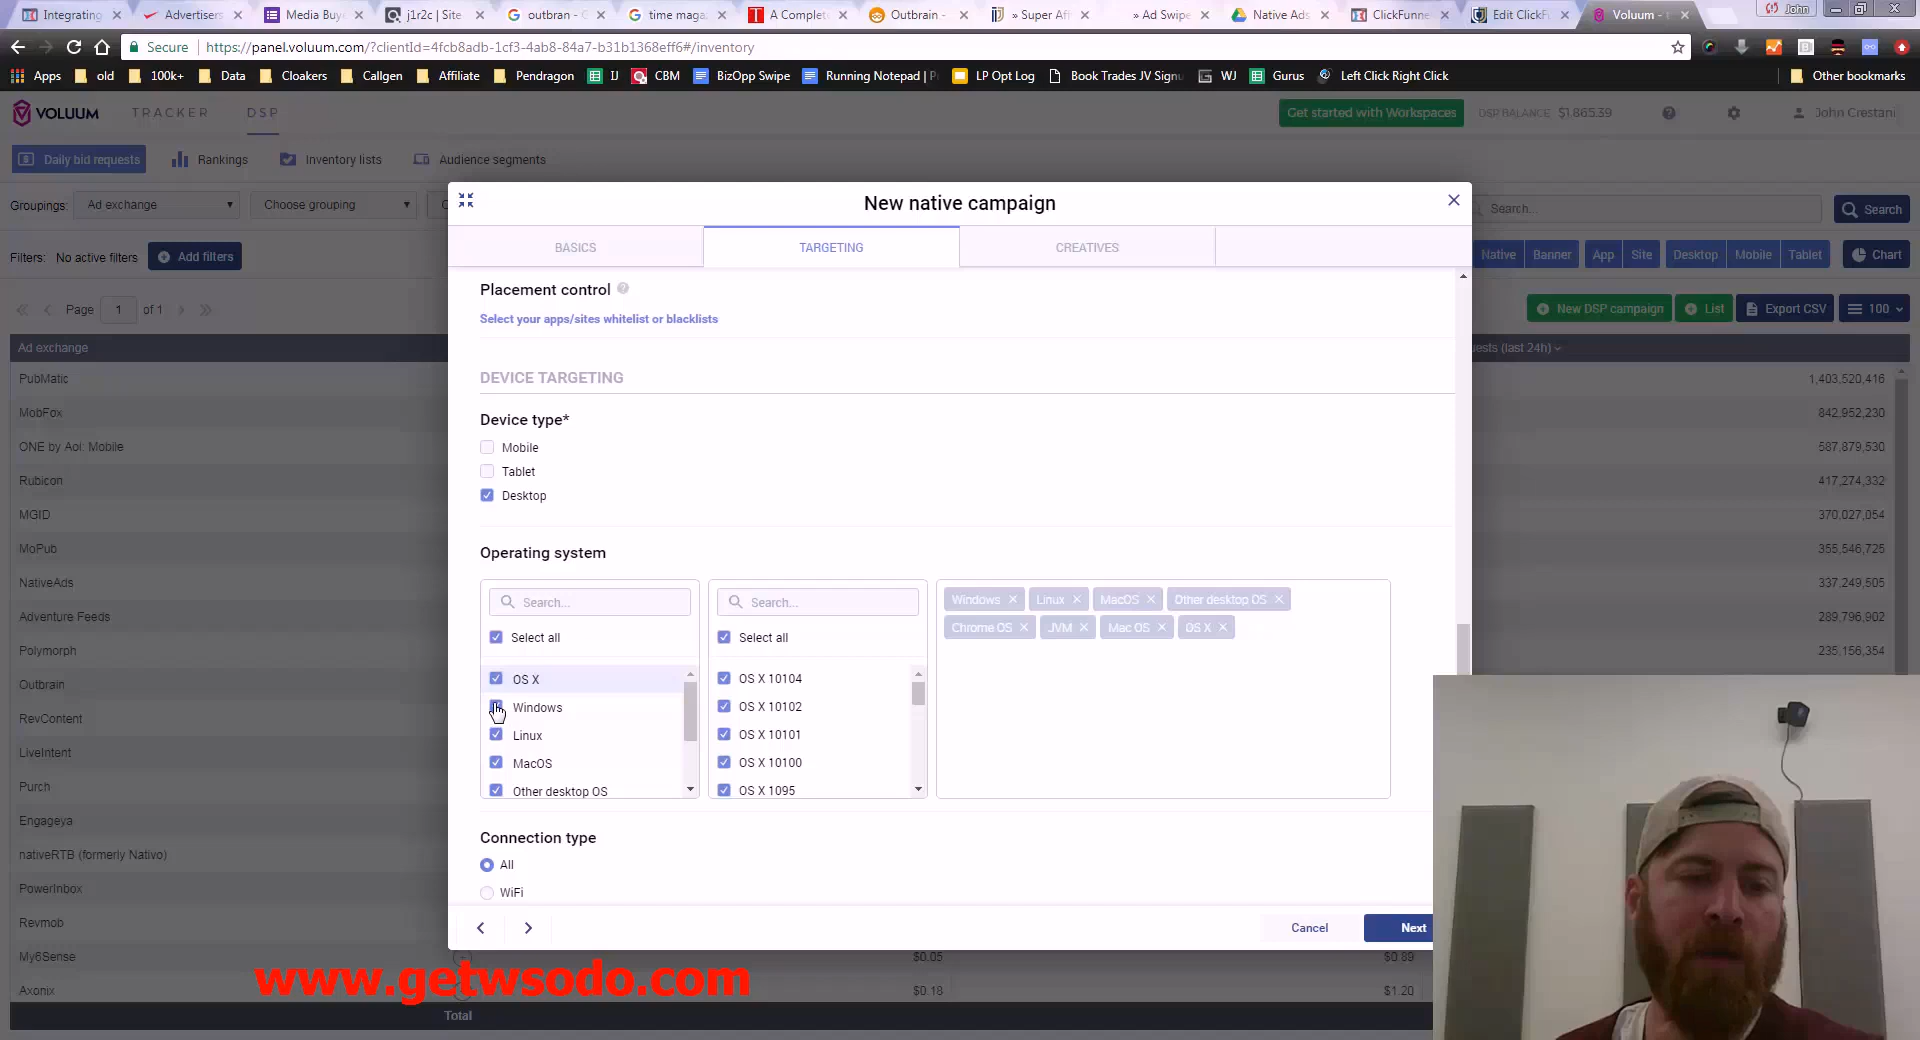 Integrating
Advertisers
Media Buye
j1r2c | Site
outbran - G
time maga
A Complete
Outbrain -
» Super Aff
» Ad Swipe
Native Ads
ClickFunne
Edit ClickFu
Voluum - t
John
Secure
https://panel.voluum.com/?clientId=4fcb8adb-1cf3-4ab8-84a7-b31b1368eff6#/inventory
Apps old 100k+ Data Cloakers Callgen Affiliate Pendragon IJ CBM BizOpp Swipe Running Notepad | P LP Opt Log Book Trades JV Signu WJ Gurus Left Click Right Click Other bookmarks
VOLUUM TRACKER DSP Get started with Workspaces DSP BALANCE $1,865.39 John Crestani
Daily bid requests Rankings Inventory lists Audience segments
Groupings: Ad exchange Choose grouping Search... Search
Filters: No active filters Add filters Native Banner App Site Desktop Mobile Tablet Chart
Page 1 of 1 New DSP campaign List Export CSV 100
Ad exchange ests (last 24h)
PubMatic 1,403,520,416
MobFox 842,952,230
ONE by Aol: Mobile 587,879,530
Rubicon 417,274,332
MGID 370,027,054
MoPub 355,546,725
NativeAds 337,249,505
Adventure Feeds 289,796,902
Polymorph 235,156,354
Outbrain
RevContent
LiveIntent
Purch
Engageya
nativeRTB (formerly Nativo)
PowerInbox
Revmob
My6Sense $0.05 $0.89
Axonix $0.18 $1.20
Total
New native campaign
BASICS TARGETING CREATIVES
Placement control
Select your apps/sites whitelist or blacklists
DEVICE TARGETING
Device type*
Mobile
Tablet
Desktop
Operating system
Search... Search...
Select all Select all
OS X OS X 10104
Windows OS X 10102
Linux OS X 10101
MacOS OS X 10100
Other desktop OS OS X 1095
Windows Linux MacOS Other desktop OS
Chrome OS JVM Mac OS OS X
Connection type
All
WiFi
Cancel Next
www.getwsodo.com